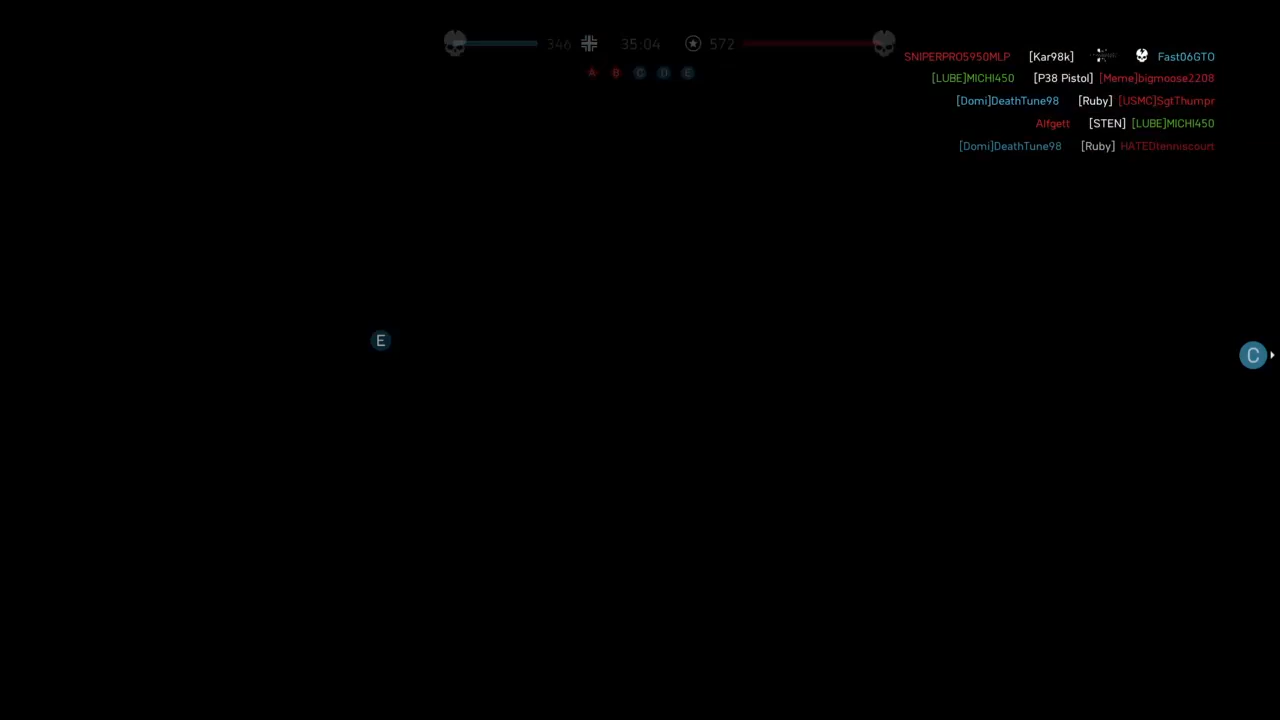 346 35:04 572
A B C D E
SNIPERPRO5950MLP [Kar98k] Fast06GTO
[LUBE]MICHI450 [P38 Pistol] [Meme]bigmoose2208
[Domi]DeathTune98 [Ruby] [USMC]SgtThumpr
Alfgett [STEN] [LUBE]MICHI450
[Domi]DeathTune98 [Ruby] HATEDtenniscourt
E
C